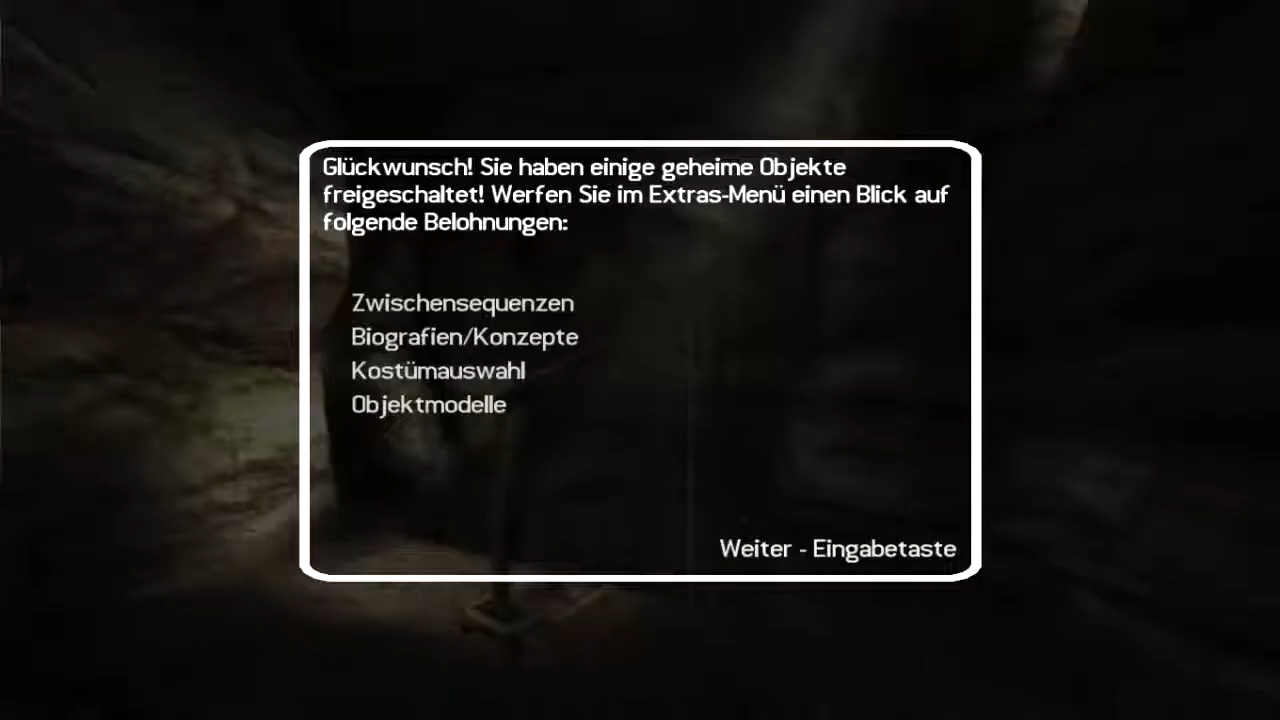 Glückwunsch! Sie haben einige geheime Objekte
freigeschaltet! Werfen Sie im Extras-Menü einen Blick auf
folgende Belohnungen:
Zwischensequenzen
Biografien/Konzepte
Kostümauswahl
Objektmodelle
Weiter - Eingabetaste